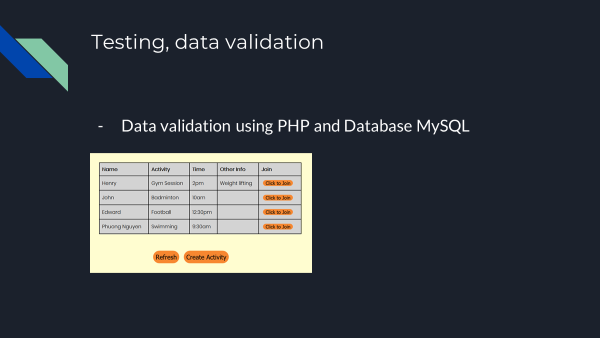 Testing, data validation
- Data validation using PHP and Database MySQL
Name Activity Time Other Info Join
Henry Gym Session 3pm Weight lifting Click to Join
John Badminton 10am Click to Join
Edward Football 12:30pm Click to Join
Phuong Nguyen Swimming 9:30am Click to Join
Refresh Create Activity